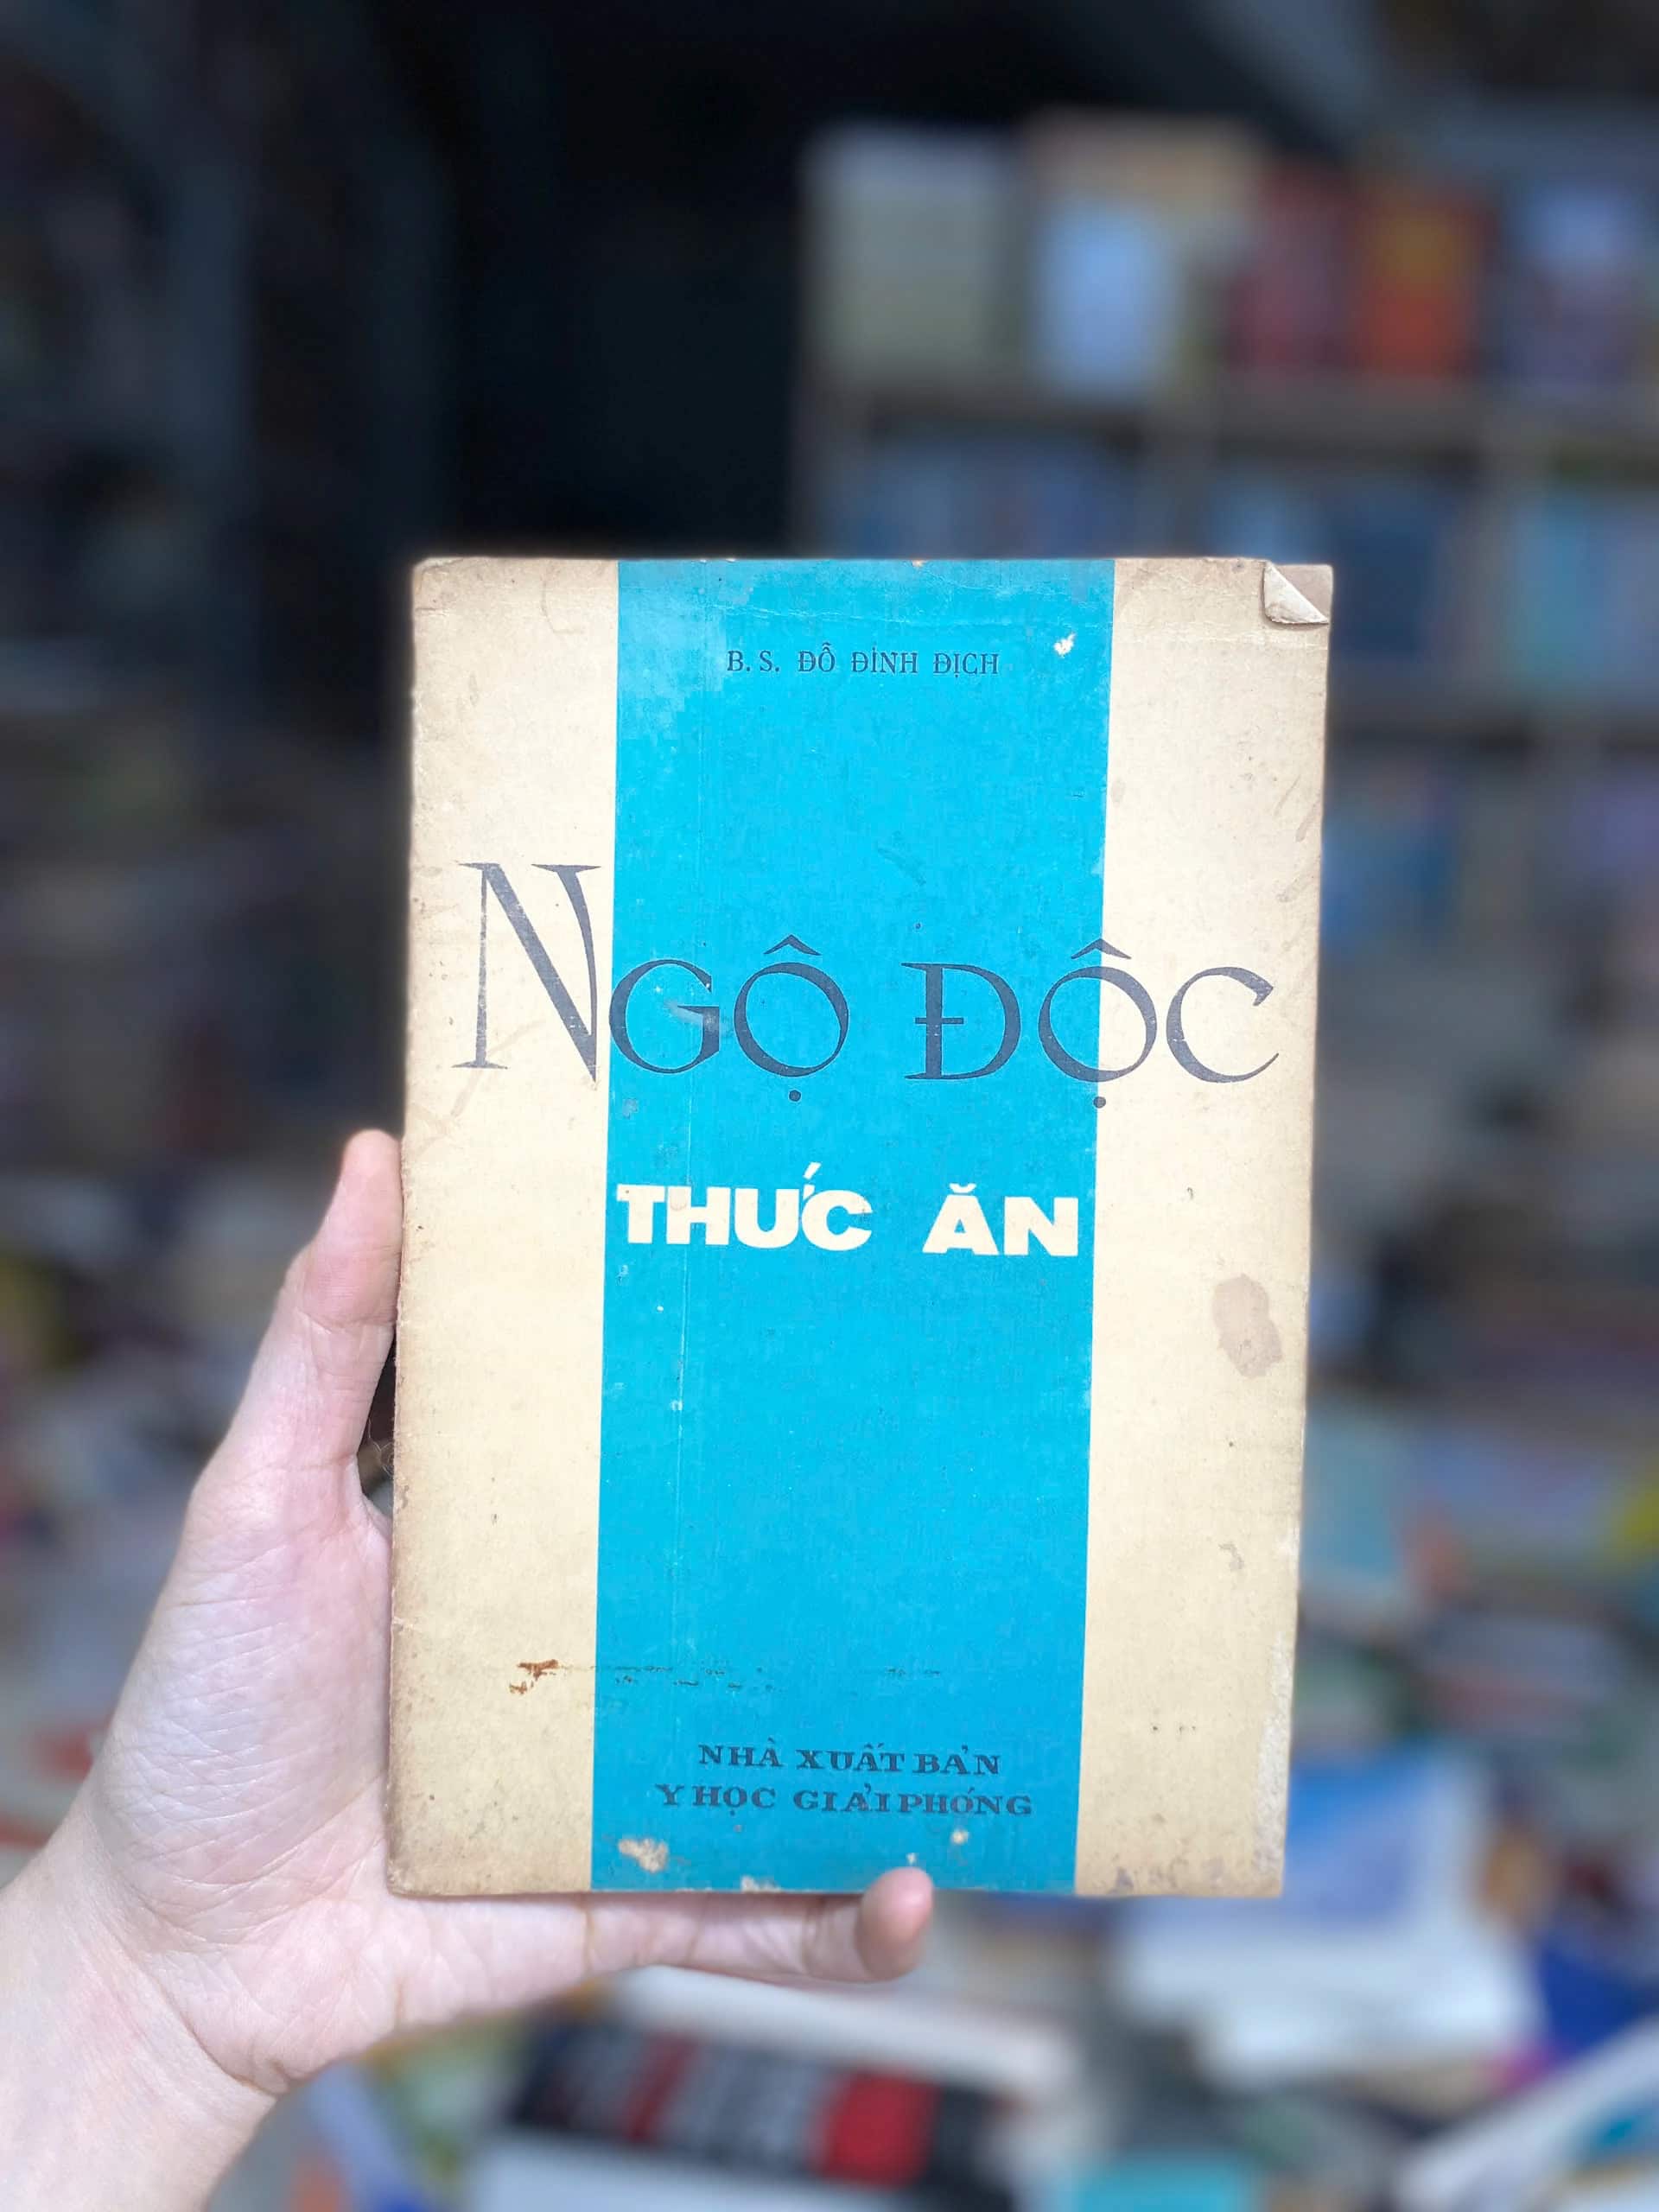 B. S. ĐỖ ĐÌNH ĐỊCH
NGỘ ĐỘC
THỨC ĂN
NHÀ XUẤT BẢN
Y HỌC GIẢI PHÓNG